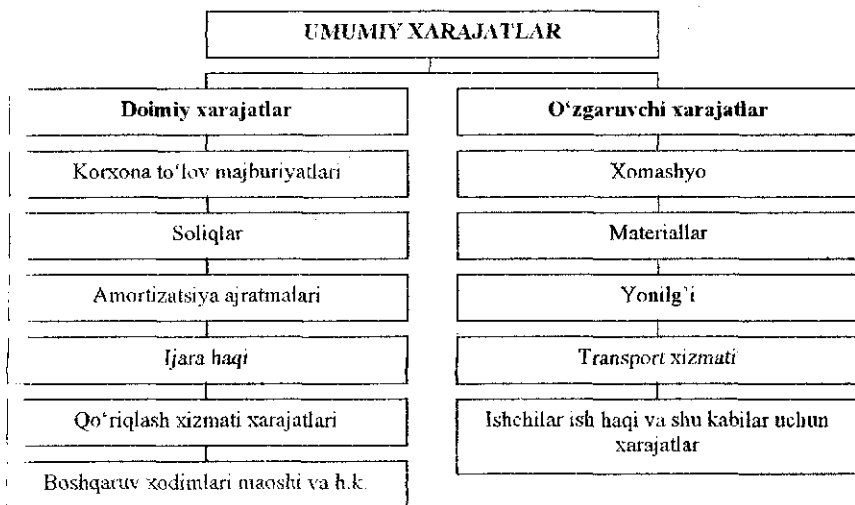 UMUMIY XARAJATLAR
Doimiy xarajatlar
Korxona to‘lov majburiyatlari
Soliqlar
Amortizatsiya ajratmalari
Ijara haqi
Qo‘riqlash xizmati xarajatlari
Boshqaruv xodimlari maoshi va h.k.
O‘zgaruvchi xarajatlar
Xomashyo
Materiallar
Yonilg‘i
Transport xizmati
Ishchilar ish haqi va shu kabilar uchun
xarajatlar